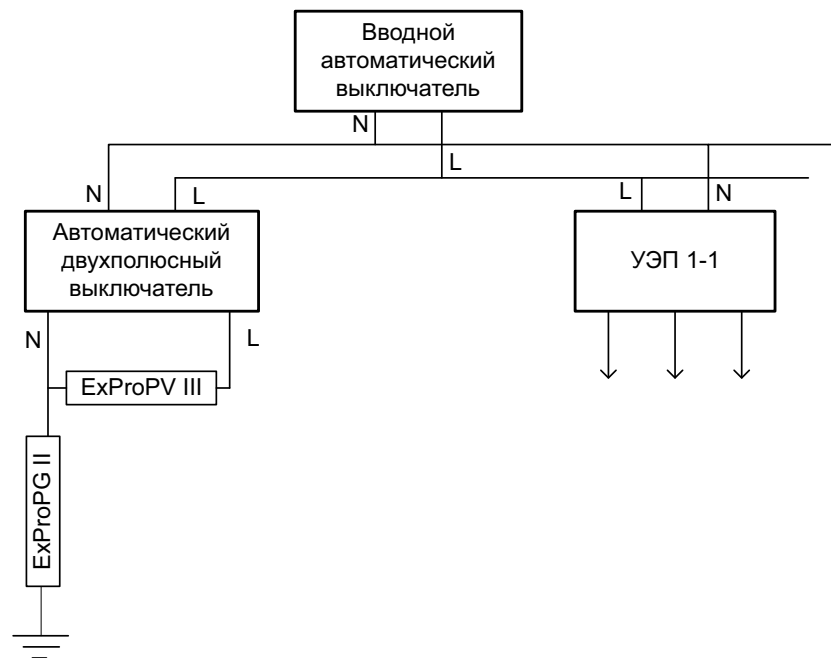 Вводной
автоматический
выключатель
N
L
N
L
L
N
Автоматический
двухполюсный
выключатель
УЭП 1-1
N
L
ExProPV III
ExProPG II